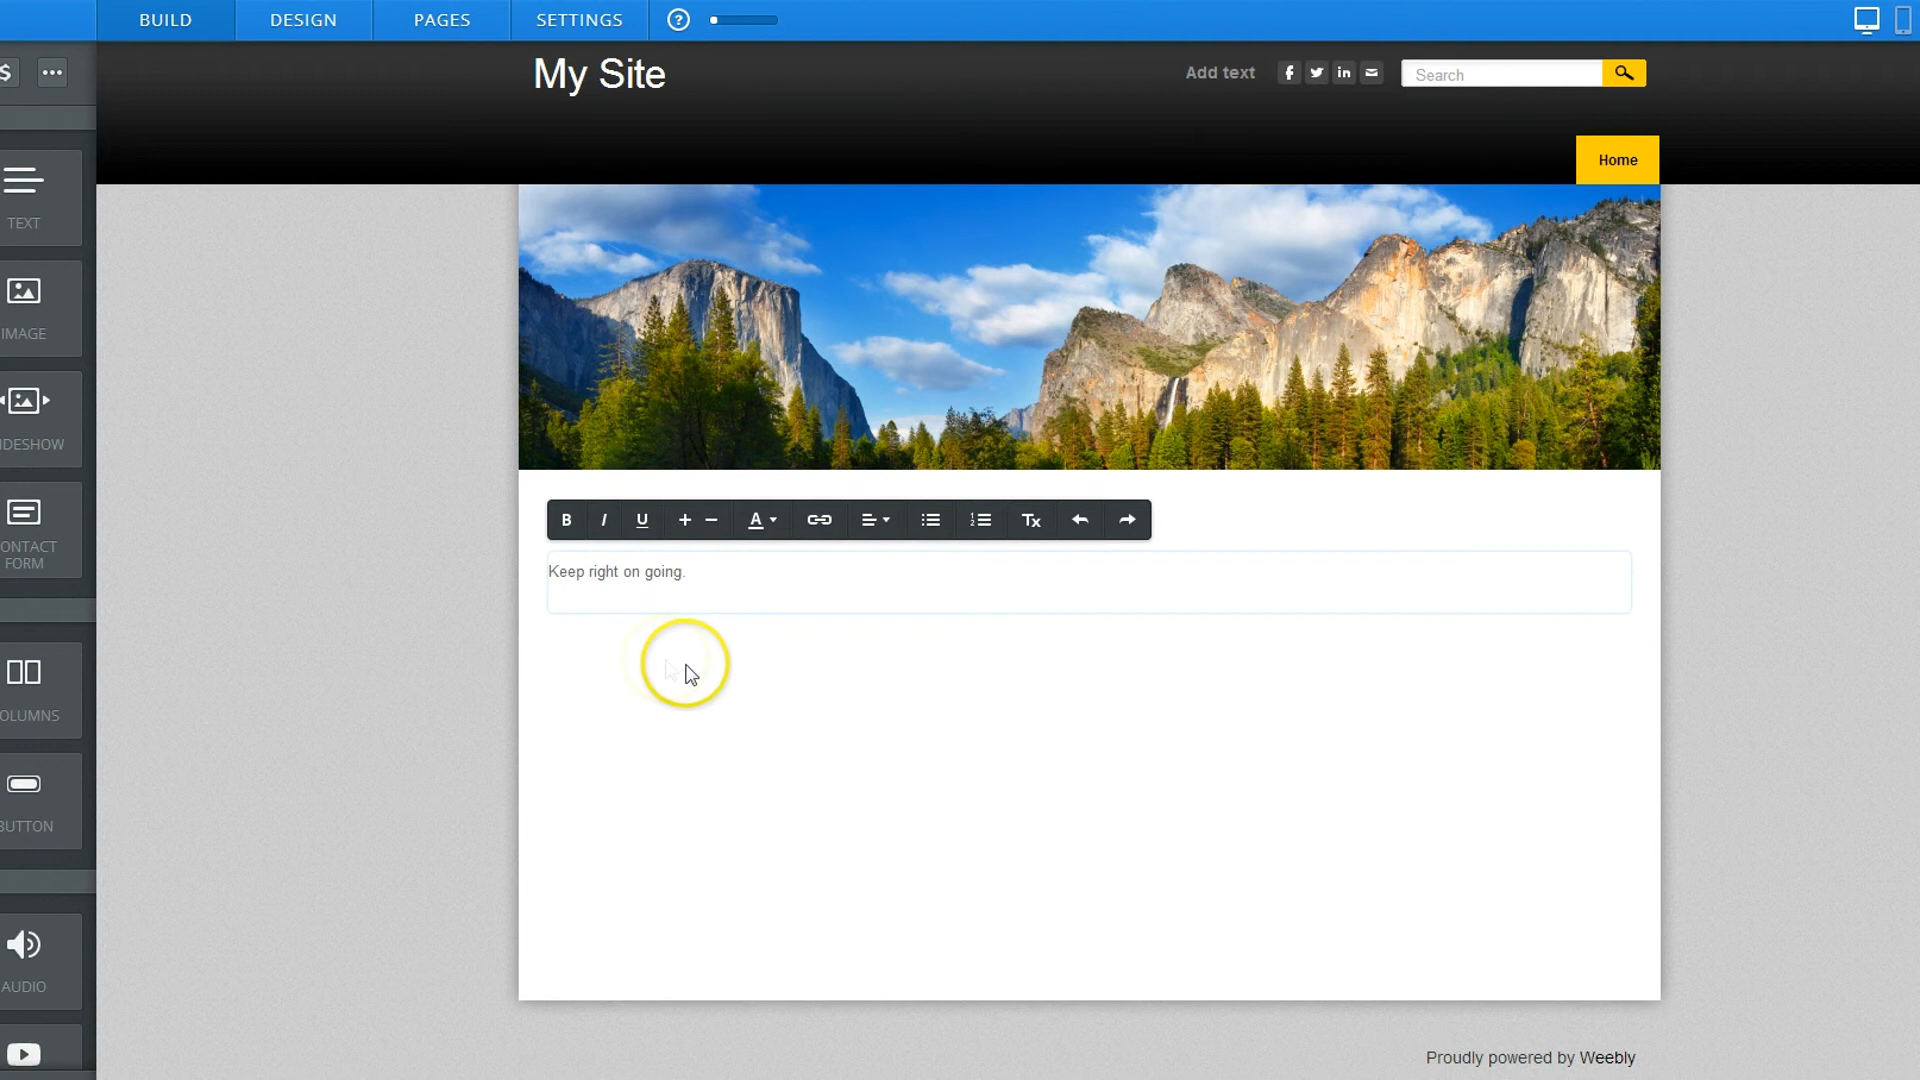 BUILD
DESIGN
PAGES
SETTINGS
?
$
My Site
Add text
Search
Home
TEXT
IMAGE
IDESHOW
ONTACT
FORM
OLUMNS
BUTTON
AUDIO
B I U + − A Tx
Keep right on going.
Proudly powered by Weebly